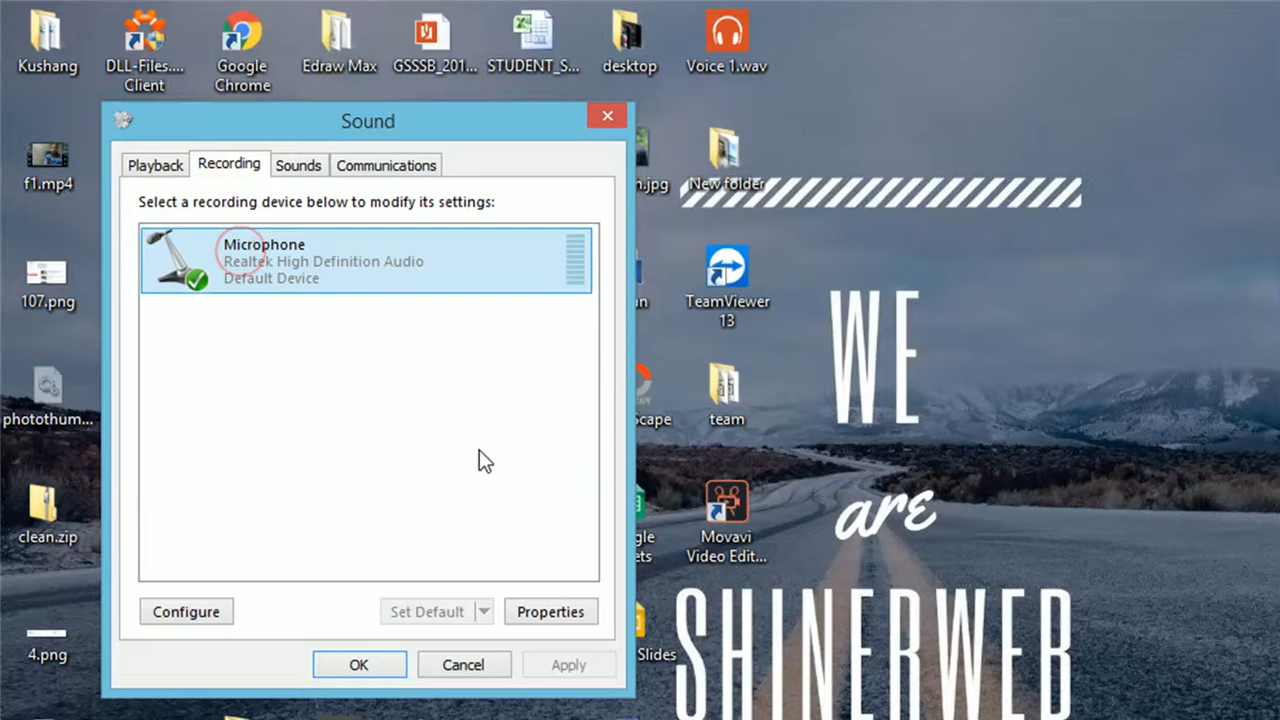 Kushang
DLL-Files....
Client
Google
Chrome
Edraw Max
GSSSB_201...
STUDENT_S...
desktop
Voice 1.wav
Sound
Playback
Recording
Sounds
Communications
Select a recording device below to modify its settings:
Microphone
Realtek High Definition Audio
Default Device
Configure
Set Default
Properties
OK
Cancel
Apply
f1.mp4
107.png
photothum...
clean.zip
4.png
New folder
TeamViewer
13
team
Movavi
Video Edit...
Slides
WE
are
SHINERWEB